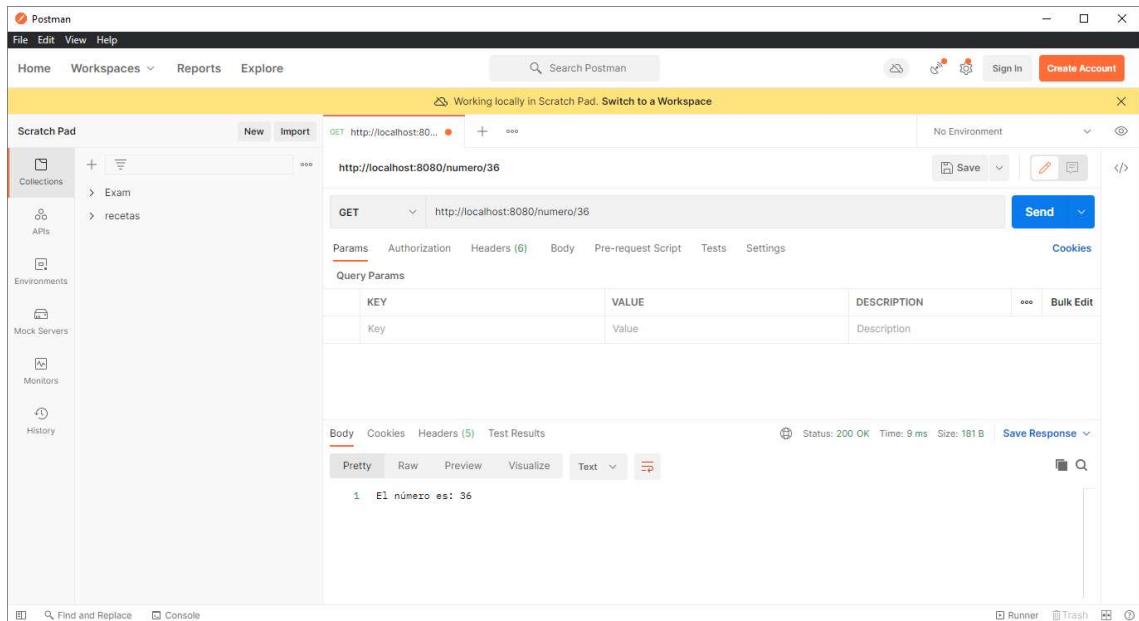 Postman
File Edit View Help
Home Workspaces Reports Explore
Search Postman
Sign In
Create Account
Working locally in Scratch Pad. Switch to a Workspace
Scratch Pad
New Import
GET http://localhost:80...
No Environment
Collections
APIs
Environments
Mock Servers
Monitors
History
Exam
recetas
http://localhost:8080/numero/36
Save
GET http://localhost:8080/numero/36
Send
Params Authorization Headers (6) Body Pre-request Script Tests Settings
Cookies
Query Params
KEY VALUE DESCRIPTION
Bulk Edit
Key Value Description
Body Cookies Headers (5) Test Results
Status: 200 OK Time: 9 ms Size: 181 B Save Response
Pretty Raw Preview Visualize Text
1 El número es: 36
Find and Replace Console
Runner Trash